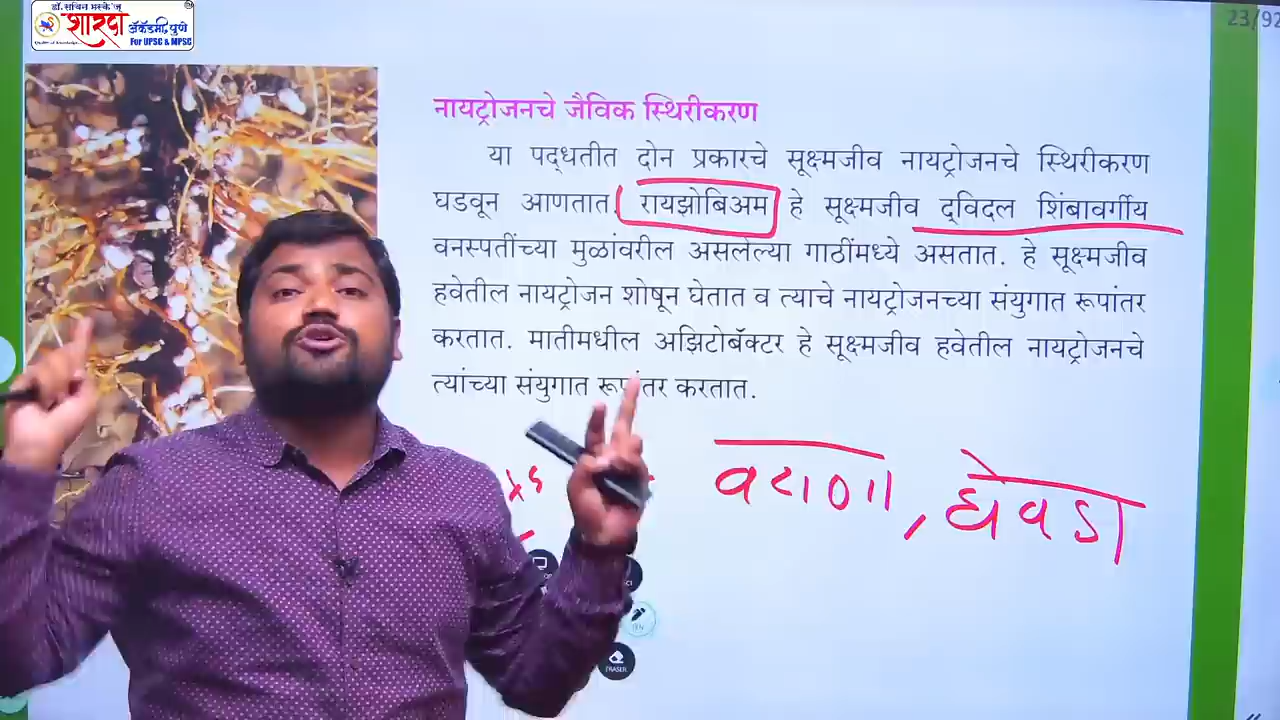 डॉ. सचिन भस्के'ज्
शारदा
अ‍ॅकॅडमी, पुणे
For UPSC & MPSC
23/92
नायट्रोजनचे जैविक स्थिरीकरण
या पद्धतीत दोन प्रकारचे सूक्ष्मजीव नायट्रोजनचे स्थिरीकरण
घडवून आणतात. रायझोबिअम हे सूक्ष्मजीव द्विदल शिंबावर्गीय
वनस्पतींच्या मुळांवरील असलेल्या गाठींमध्ये असतात. हे सूक्ष्मजीव
हवेतील नायट्रोजन शोषून घेतात व त्याचे नायट्रोजनच्या संयुगात रूपांतर
करतात. मातीमधील अझिटोबॅक्टर हे सूक्ष्मजीव हवेतील नायट्रोजनचे
त्यांच्या संयुगात रूपांतर करतात.
वटाणा, घेवडा
PEN
ERASER